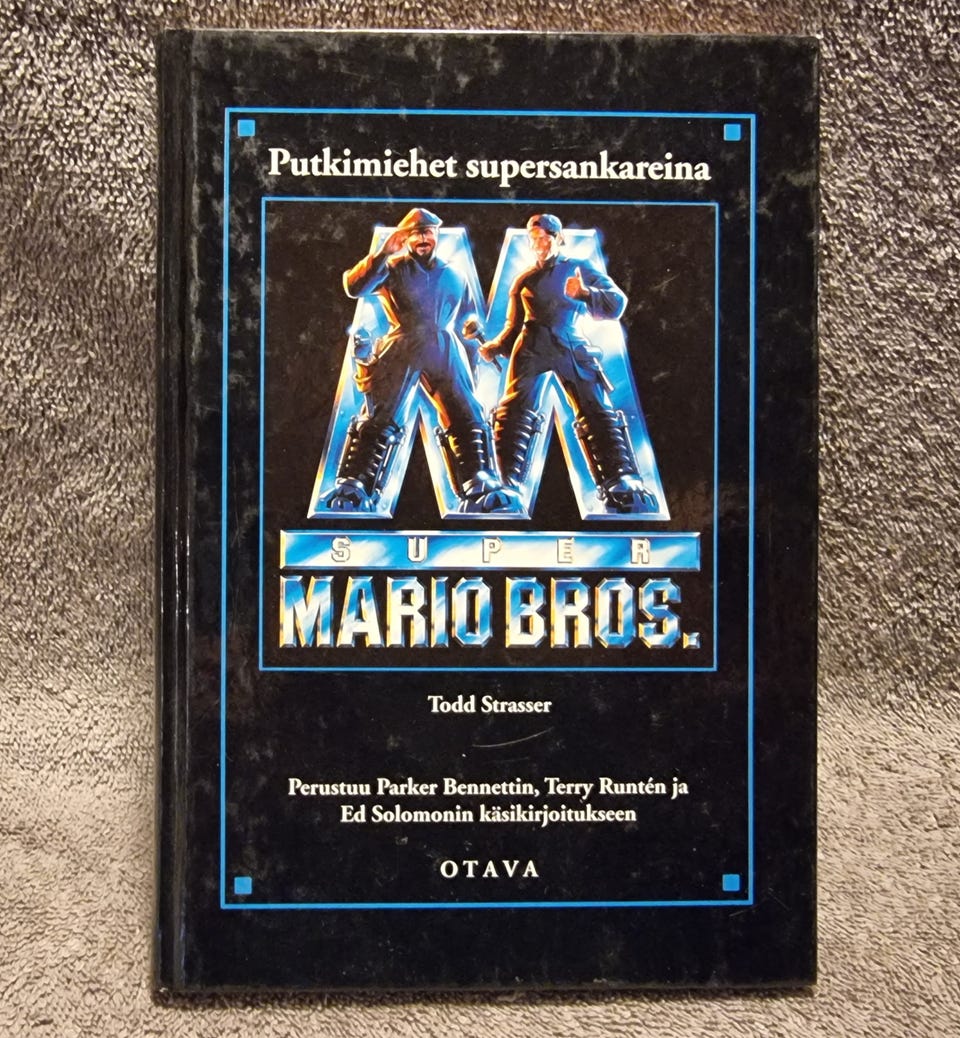 Putkimiehet supersankareina
SUPER
MARIO BROS.
Todd Strasser
Perustuu Parker Bennettin, Terry Runtén ja
Ed Solomonin käsikirjoitukseen
OTAVA